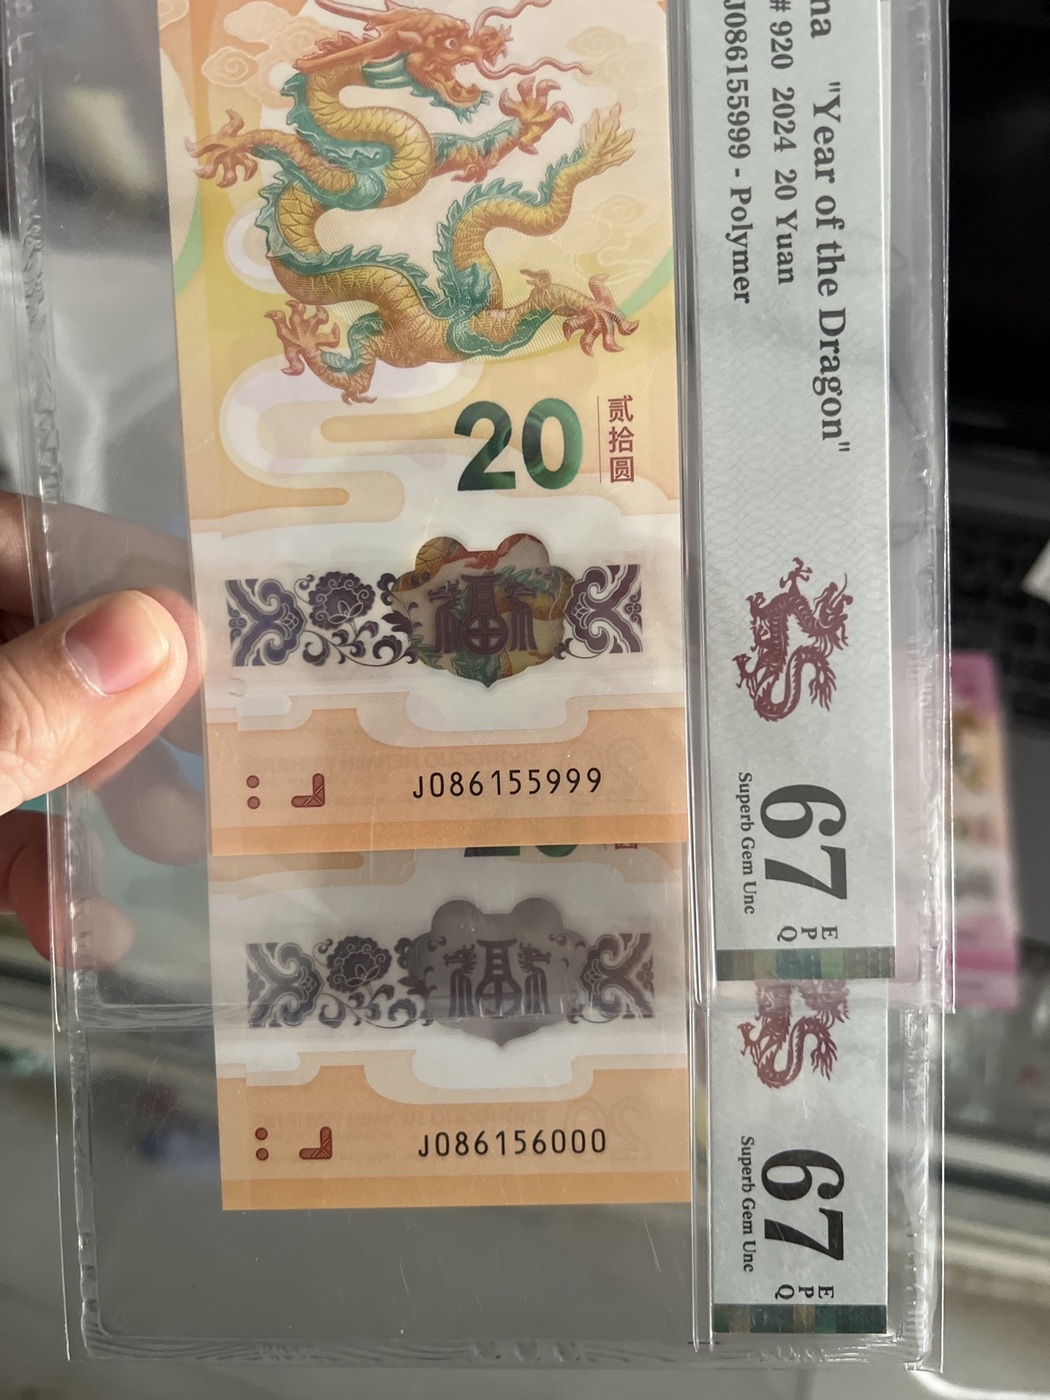 na "Year of the Dragon"
# 920 2024 20 Yuan
J086155999 - Polymer
67
EPQ
Superb Gem Unc
20
贰拾圆
J086155999
J086156000
67
EPQ
Superb Gem Unc